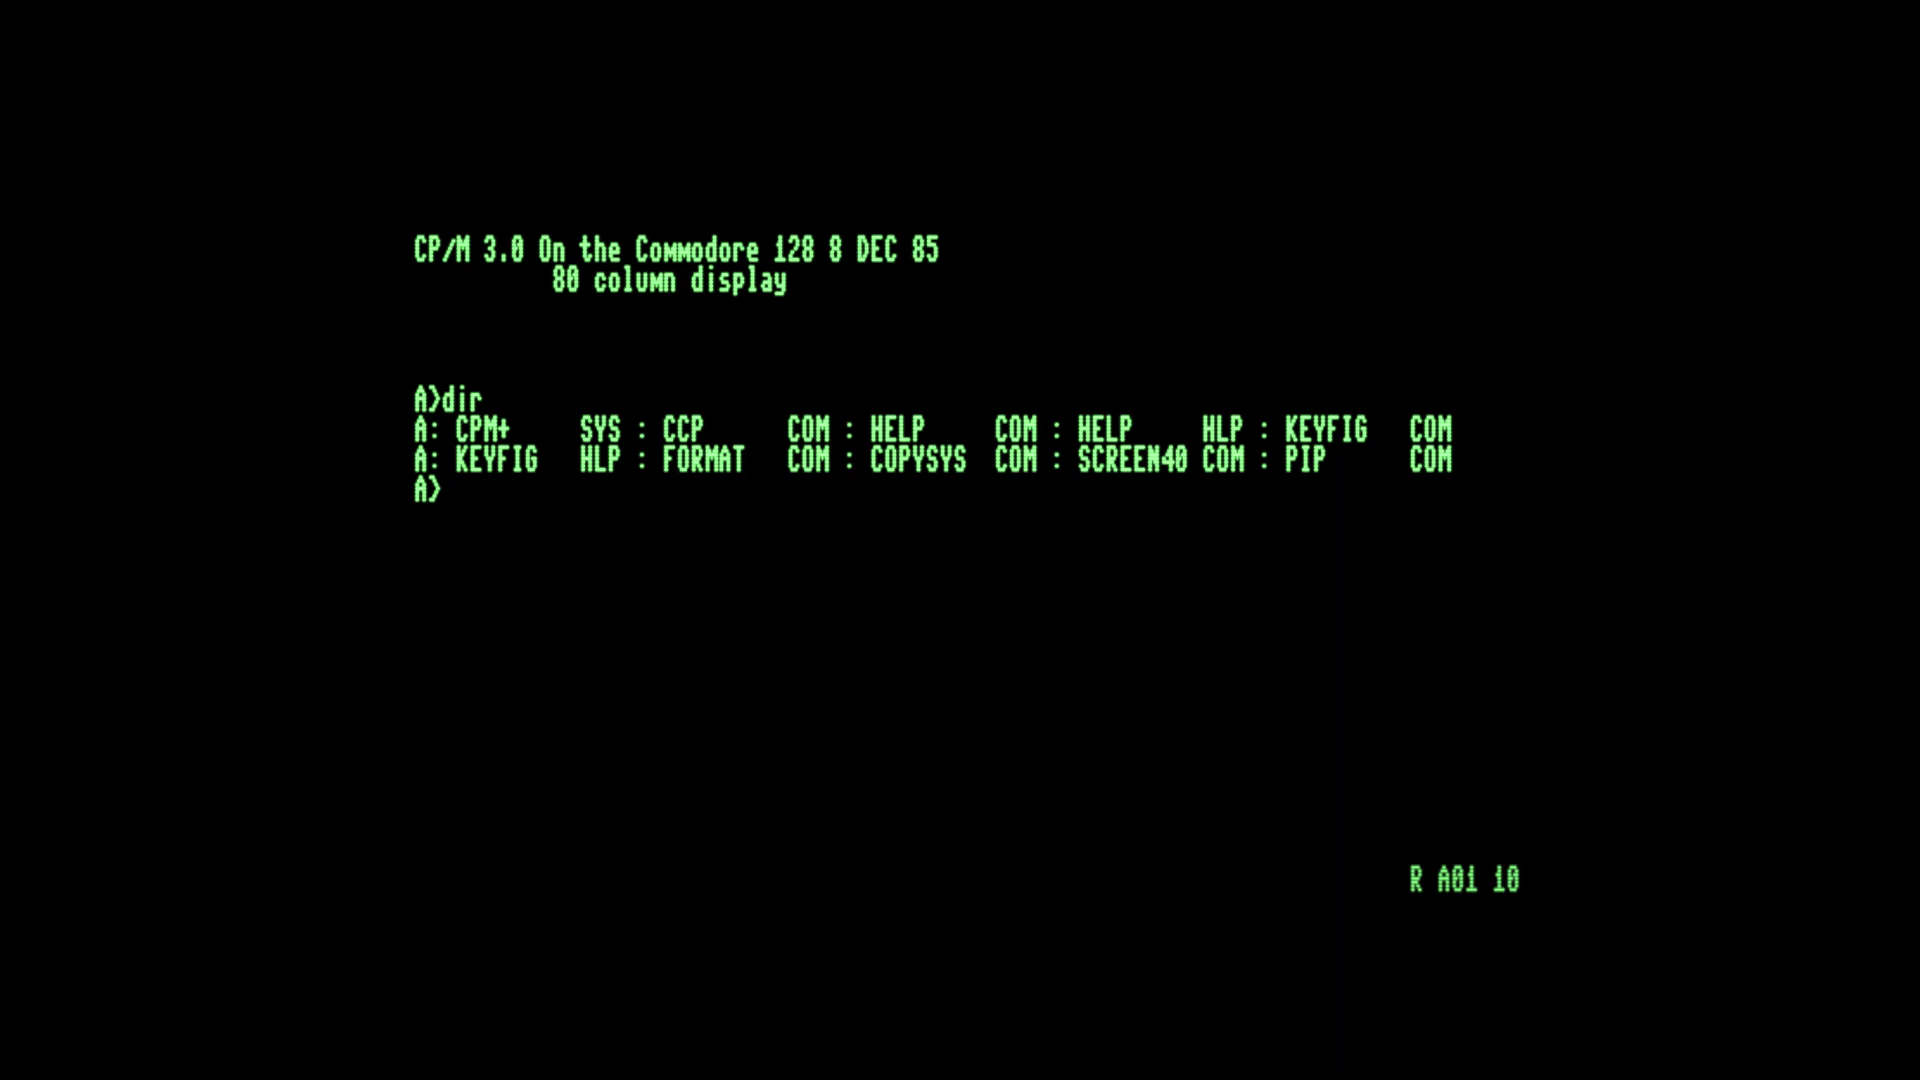 CP/M 3.0 On the Commodore 128 8 DEC 85
80 column display
A>dir
A: CPM+     SYS : CCP      COM : HELP     COM : HELP     HLP : KEYFIG   COM
A: KEYFIG   HLP : FORMAT   COM : COPYSYS  COM : SCREEN40 COM : PIP      COM
A>
R A01 10